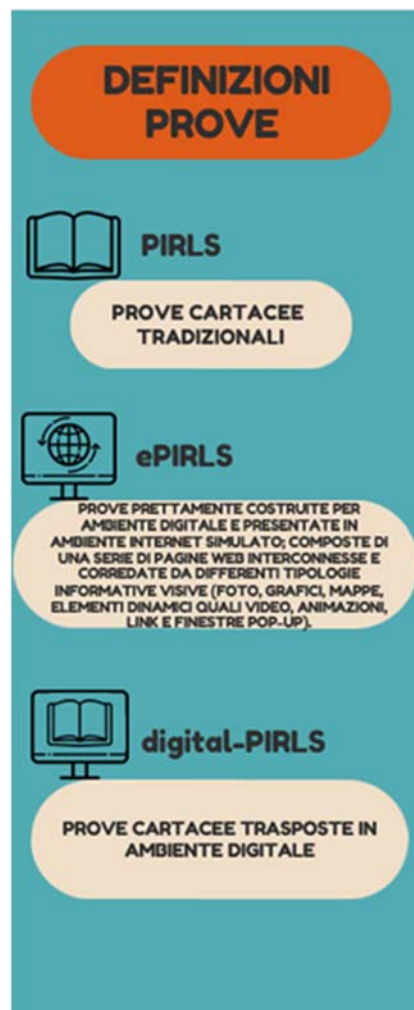 DEFINIZIONI
PROVE
PIRLS
PROVE CARTACEE
TRADIZIONALI
ePIRLS
PROVE PRETTAMENTE COSTRUITE PER
AMBIENTE DIGITALE E PRESENTATE IN
AMBIENTE INTERNET SIMULATO; COMPOSTE DI
UNA SERIE DI PAGINE WEB INTERCONNESSE E
CORREDATE DA DIFFERENTI TIPOLOGIE
INFORMATIVE VISIVE (FOTO, GRAFICI, MAPPE,
ELEMENTI DINAMICI QUALI VIDEO, ANIMAZIONI,
LINK E FINESTRE POP-UP).
digital-PIRLS
PROVE CARTACEE TRASPOSTE IN
AMBIENTE DIGITALE